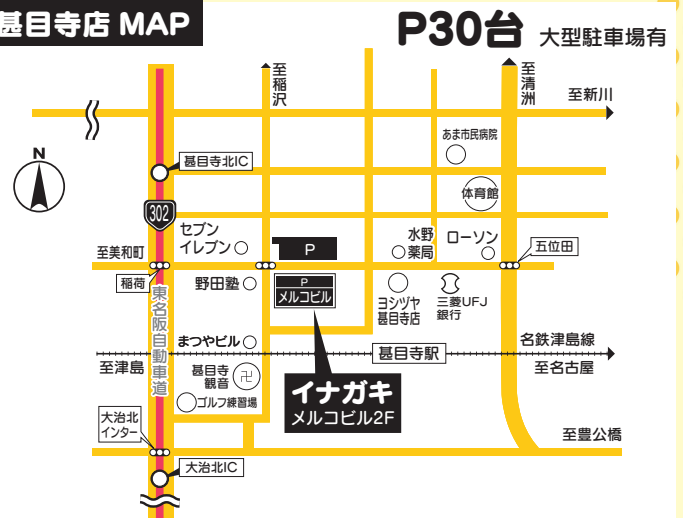 甚目寺店 MAP
P30台 大型駐車場有
至稲沢
至清洲
至新川
あま市民病院
N
甚目寺北IC
体育館
302
セブン
イレブン
P
水野
薬局
ローソン
五位田
至美和町
稲荷
野田塾
P
メルコビル
ヨシヅヤ
甚目寺店
三菱UFJ
銀行
東名阪自動車道
まつやビル
甚目寺駅
名鉄津島線
至津島
至名古屋
甚目寺
観音
卍
イナガキ
メルコビル2F
ゴルフ練習場
大治北
インター
至豊公橋
大治北IC